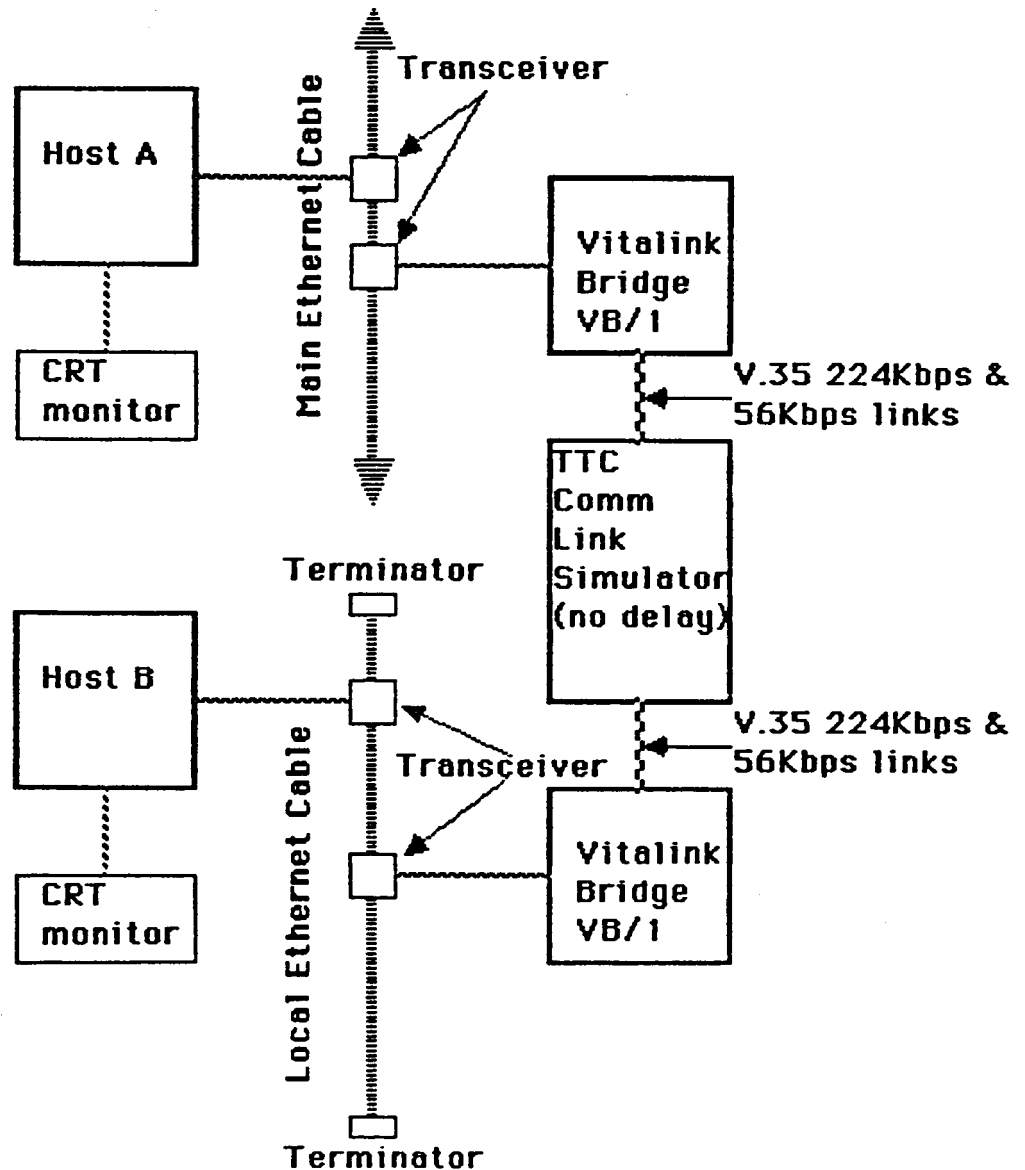 Transceiver
Host A
Main Ethernet Cable
Vitalink
Bridge
VB/1
CRT
monitor
V.35 224Kbps &
56Kbps links
TTC
Comm
Link
Simulator
(no delay)
Terminator
Host B
Local Ethernet Cable
Transceiver
V.35 224Kbps &
56Kbps links
Vitalink
Bridge
VB/1
CRT
monitor
Terminator